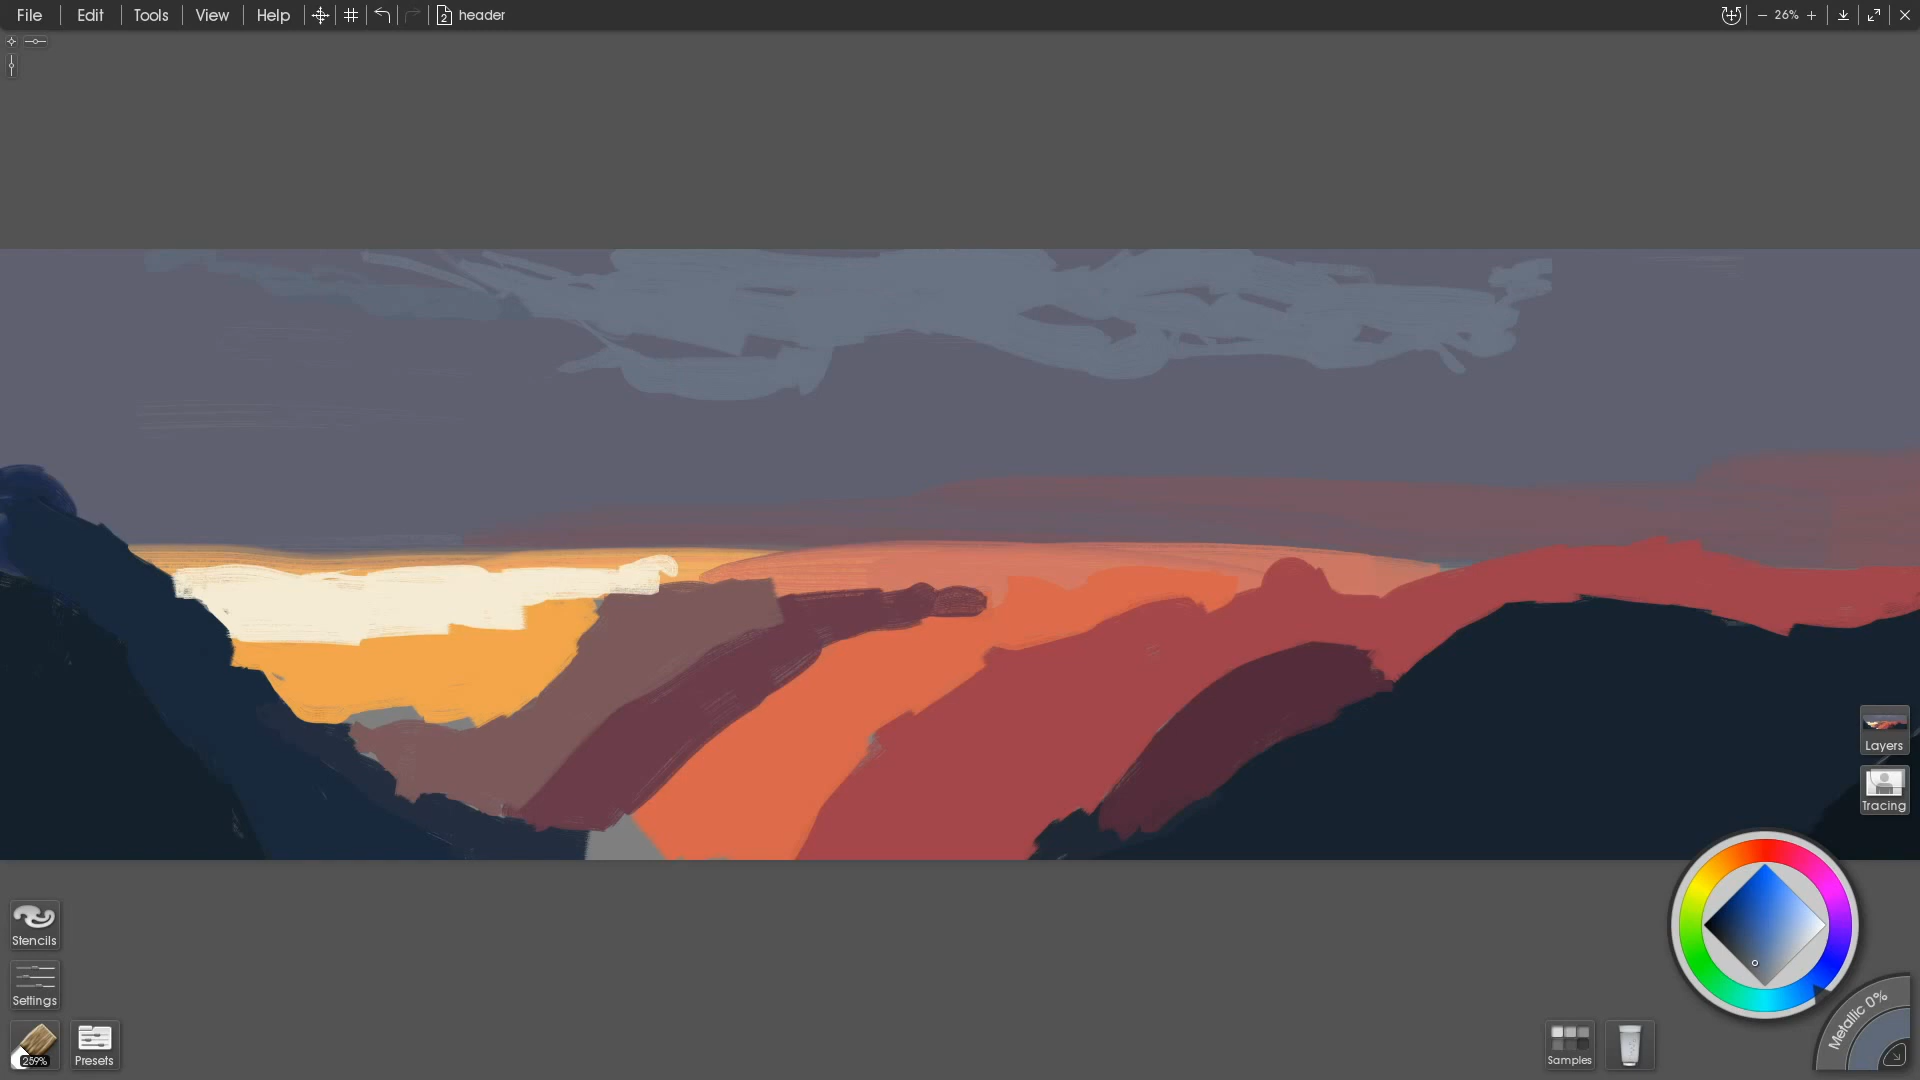 File Edit Tools View Help 2 header 26%
Layers
Tracing
Stencils
Settings
Metallic 0%
259%
Presets
Samples